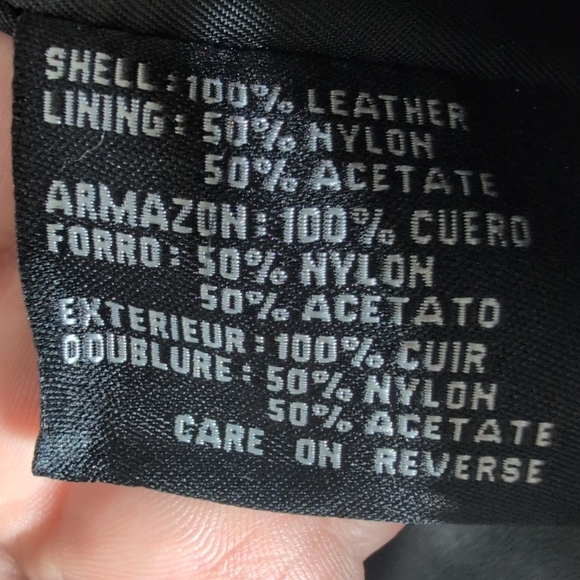 SHELL: 100% LEATHER
LINING: 50% NYLON
50% ACETATE
ARMAZON: 100% CUERO
FORRO: 50% NYLON
50% ACETATO
EXTERIEUR: 100% CUIR
DOUBLURE: 50% NYLON
50% ACETATE
CARE ON REVERSE